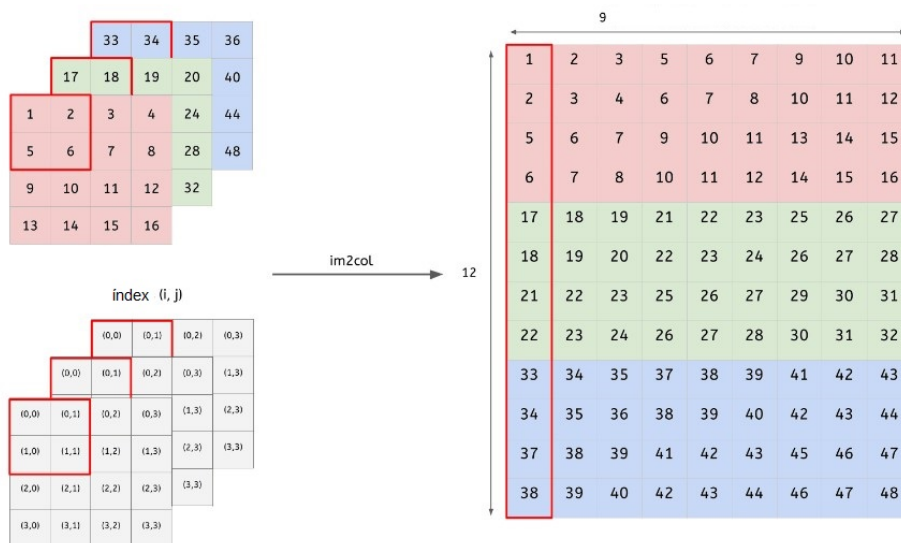 33 34 35 36
17 18 19 20 40
1 2 3 4 24 44
5 6 7 8 28 48
9 10 11 12 32
13 14 15 16
im2col
índex (i, j)
(0,0) (0,1) (0,2) (0,3)
(0,0) (0,1) (0,2) (0,3) (1,3)
(0,0) (0,1) (0,2) (0,3) (1,3) (2,3)
(1,0) (1,1) (1,2) (1,3) (2,3) (3,3)
(2,0) (2,1) (2,2) (2,3) (3,3)
(3,0) (3,1) (3,2) (3,3)
9
12
1 2 3 5 6 7 9 10 11
2 3 4 6 7 8 10 11 12
5 6 7 9 10 11 13 14 15
6 7 8 10 11 12 14 15 16
17 18 19 21 22 23 25 26 27
18 19 20 22 23 24 26 27 28
21 22 23 25 26 27 29 30 31
22 23 24 26 27 28 30 31 32
33 34 35 37 38 39 41 42 43
34 35 36 38 39 40 42 43 44
37 38 39 41 42 43 45 46 47
38 39 40 42 43 44 46 47 48